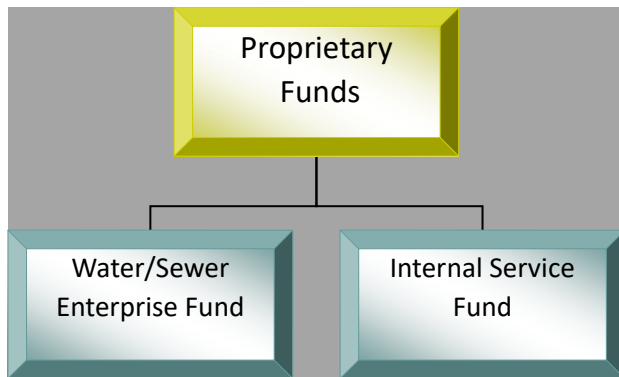 Proprietary
Funds
Water/Sewer
Enterprise Fund
Internal Service
Fund